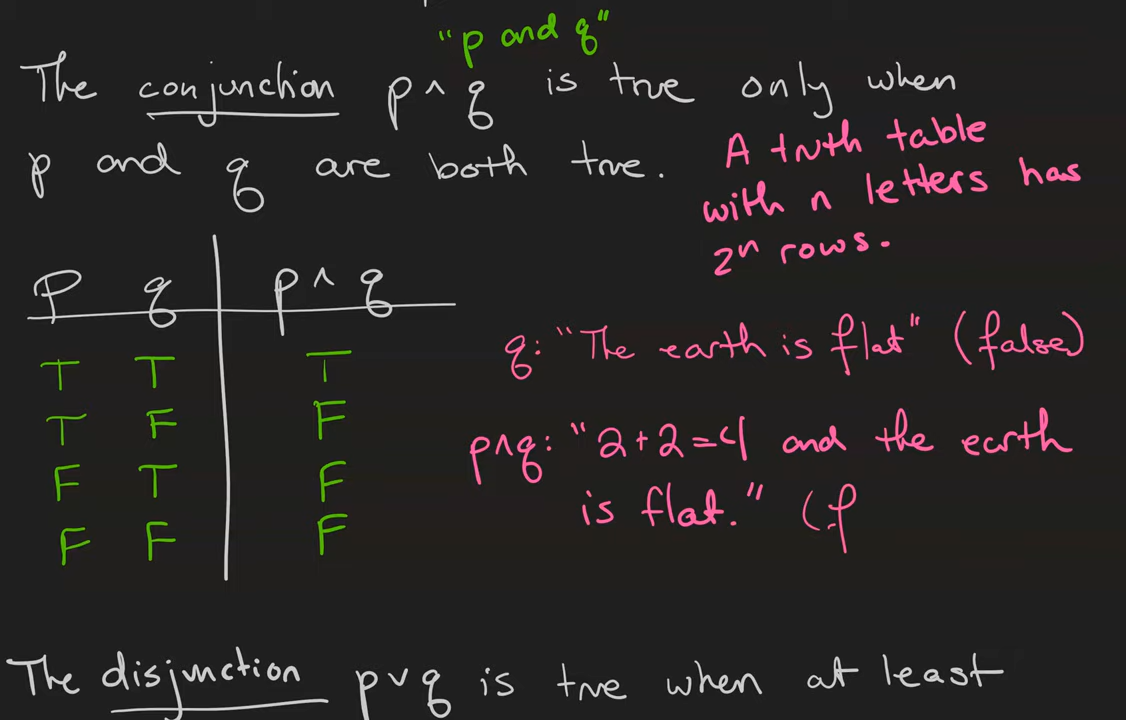 "p and q"
The conjunction p ∧ q is true only when
p and q are both true.
A truth table
with n letters has
2ⁿ rows.
p q p ∧ q
T T T
T F F
F T F
F F F
q: "The earth is flat" (false)
p∧q: "2+2=4 and the earth
is flat." (f
The disjunction p ∨ q is true when at least